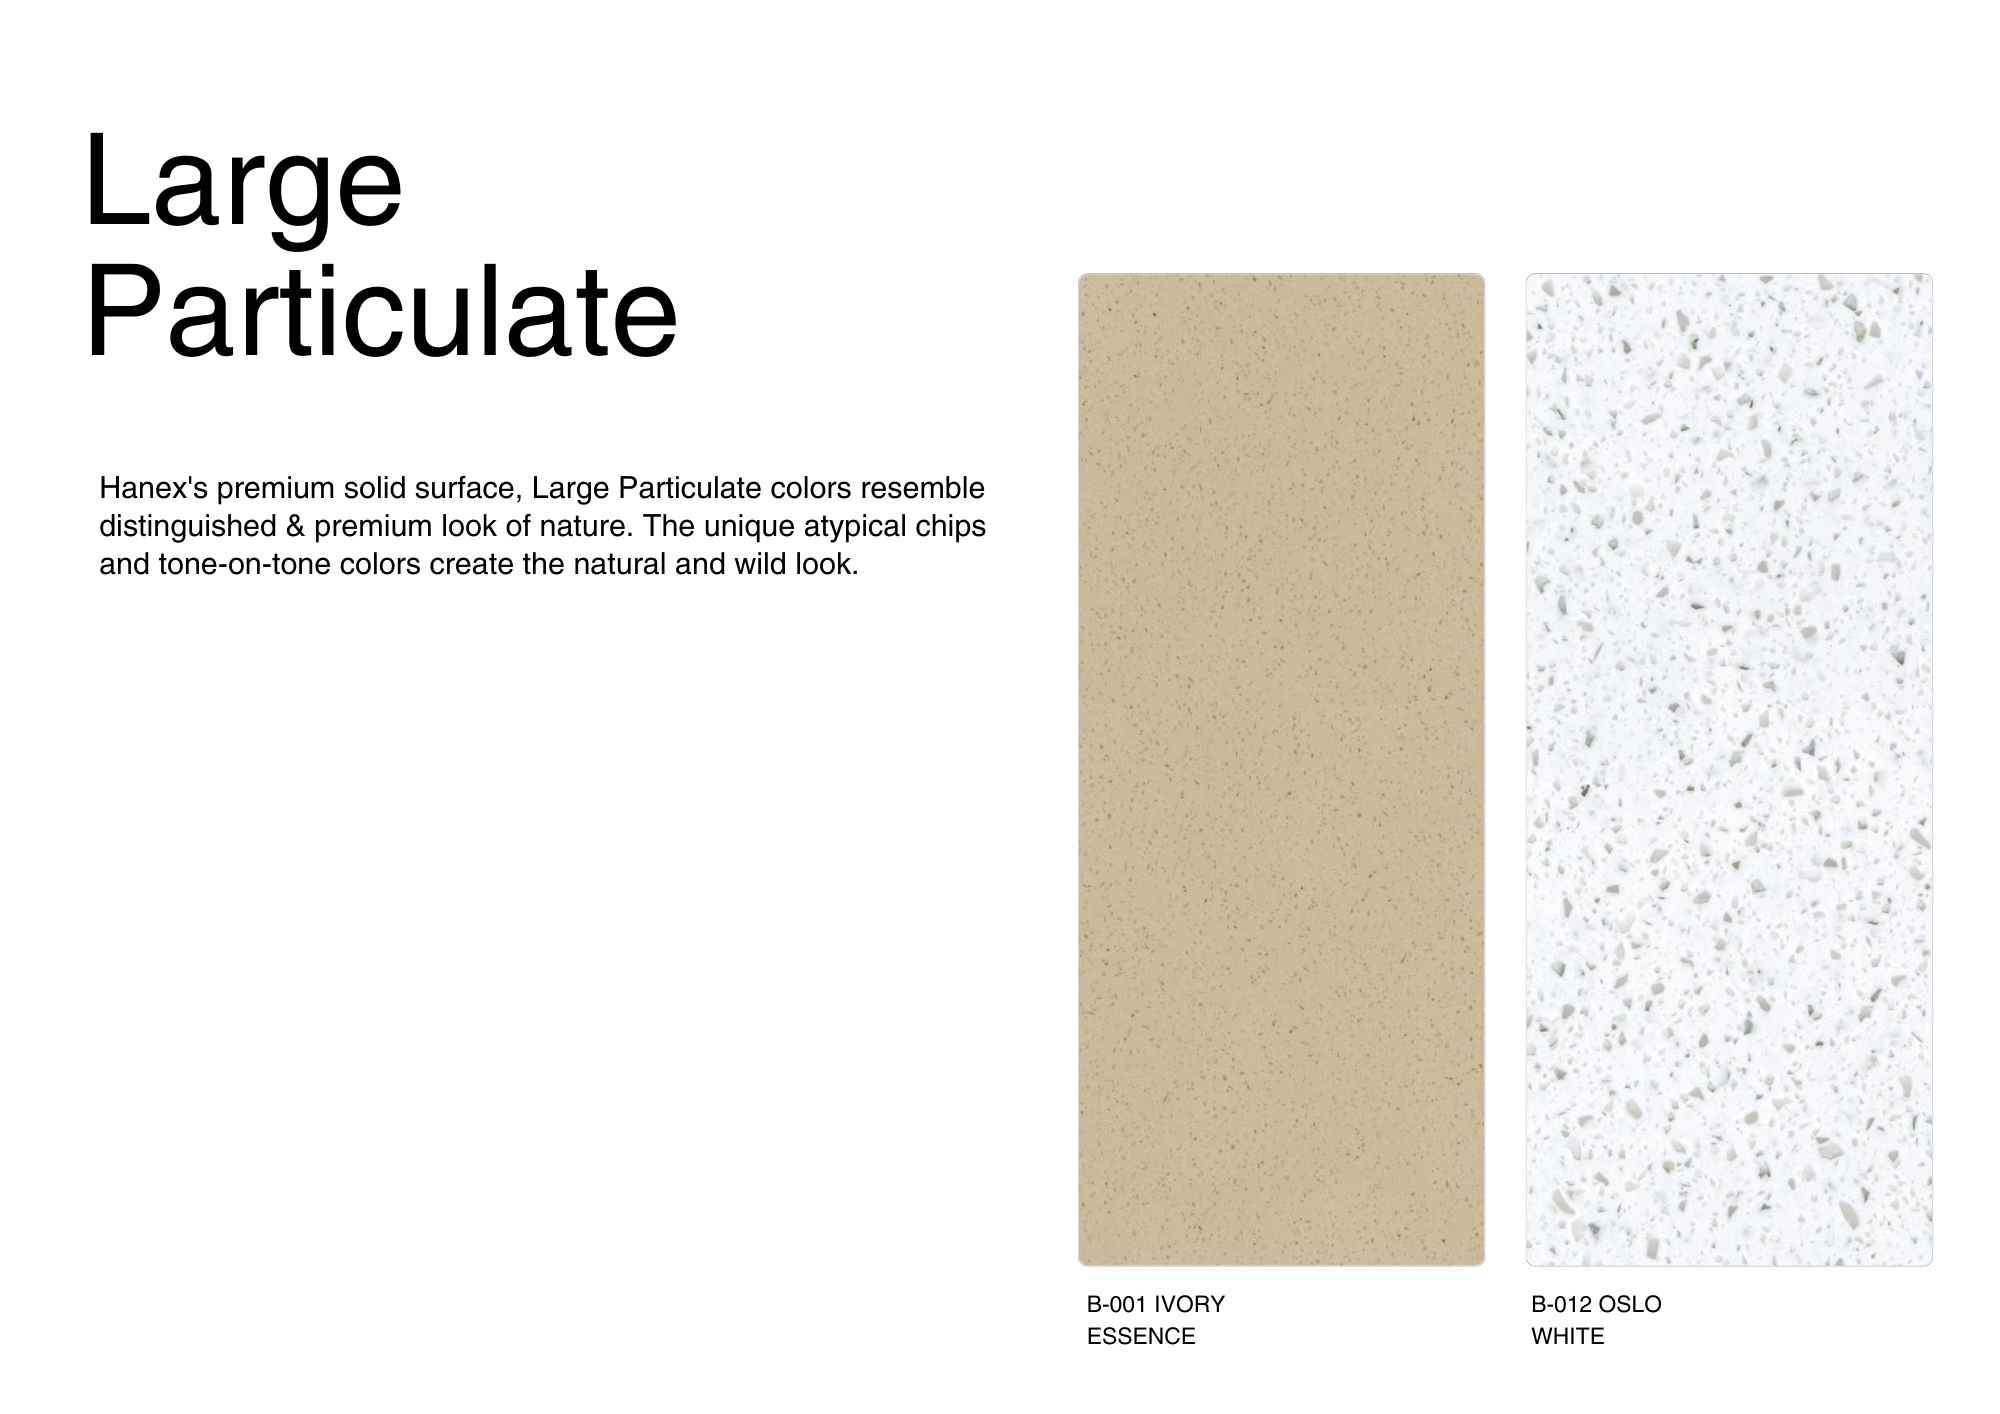 Large
Particulate
Hanex's premium solid surface, Large Particulate colors resemble
distinguished & premium look of nature. The unique atypical chips
and tone-on-tone colors create the natural and wild look.
B-001 IVORY
ESSENCE
B-012 OSLO
WHITE